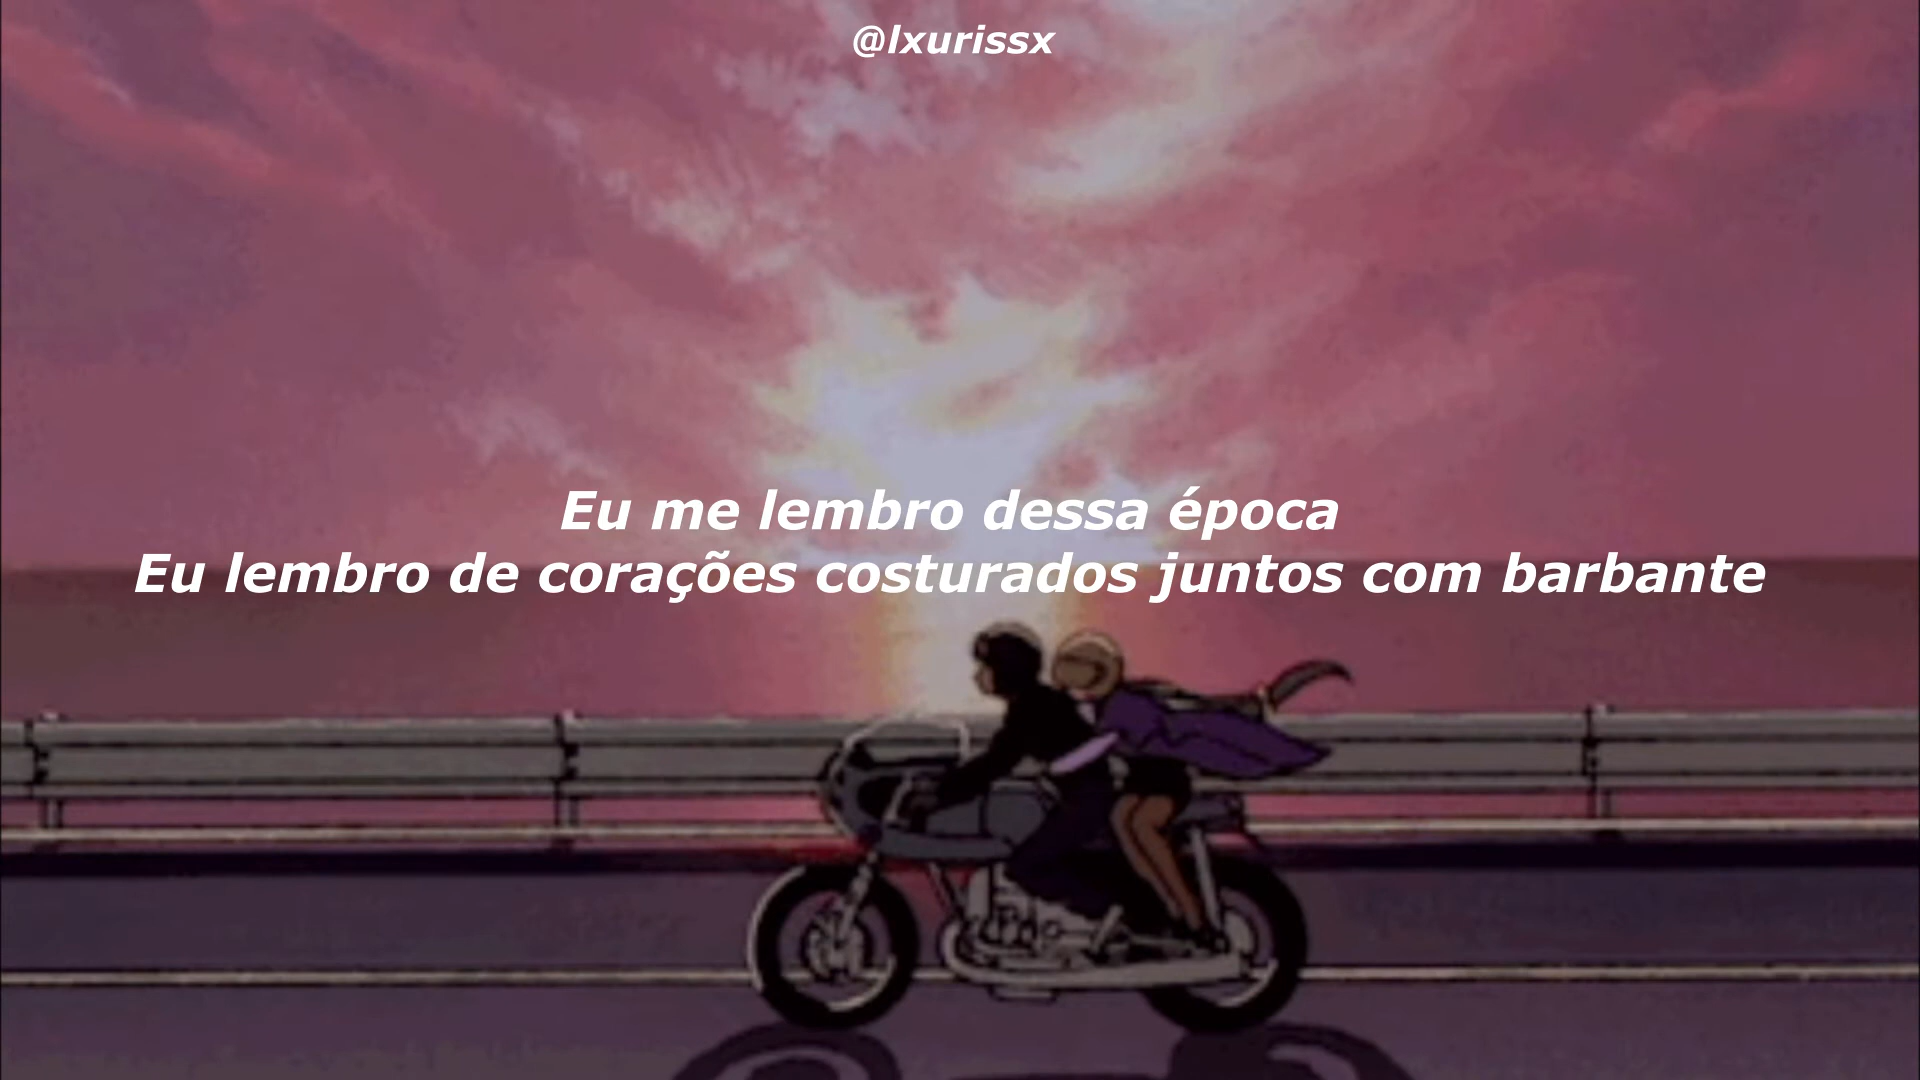 @lxurissx
Eu me lembro dessa época
Eu lembro de corações costurados juntos com barbante